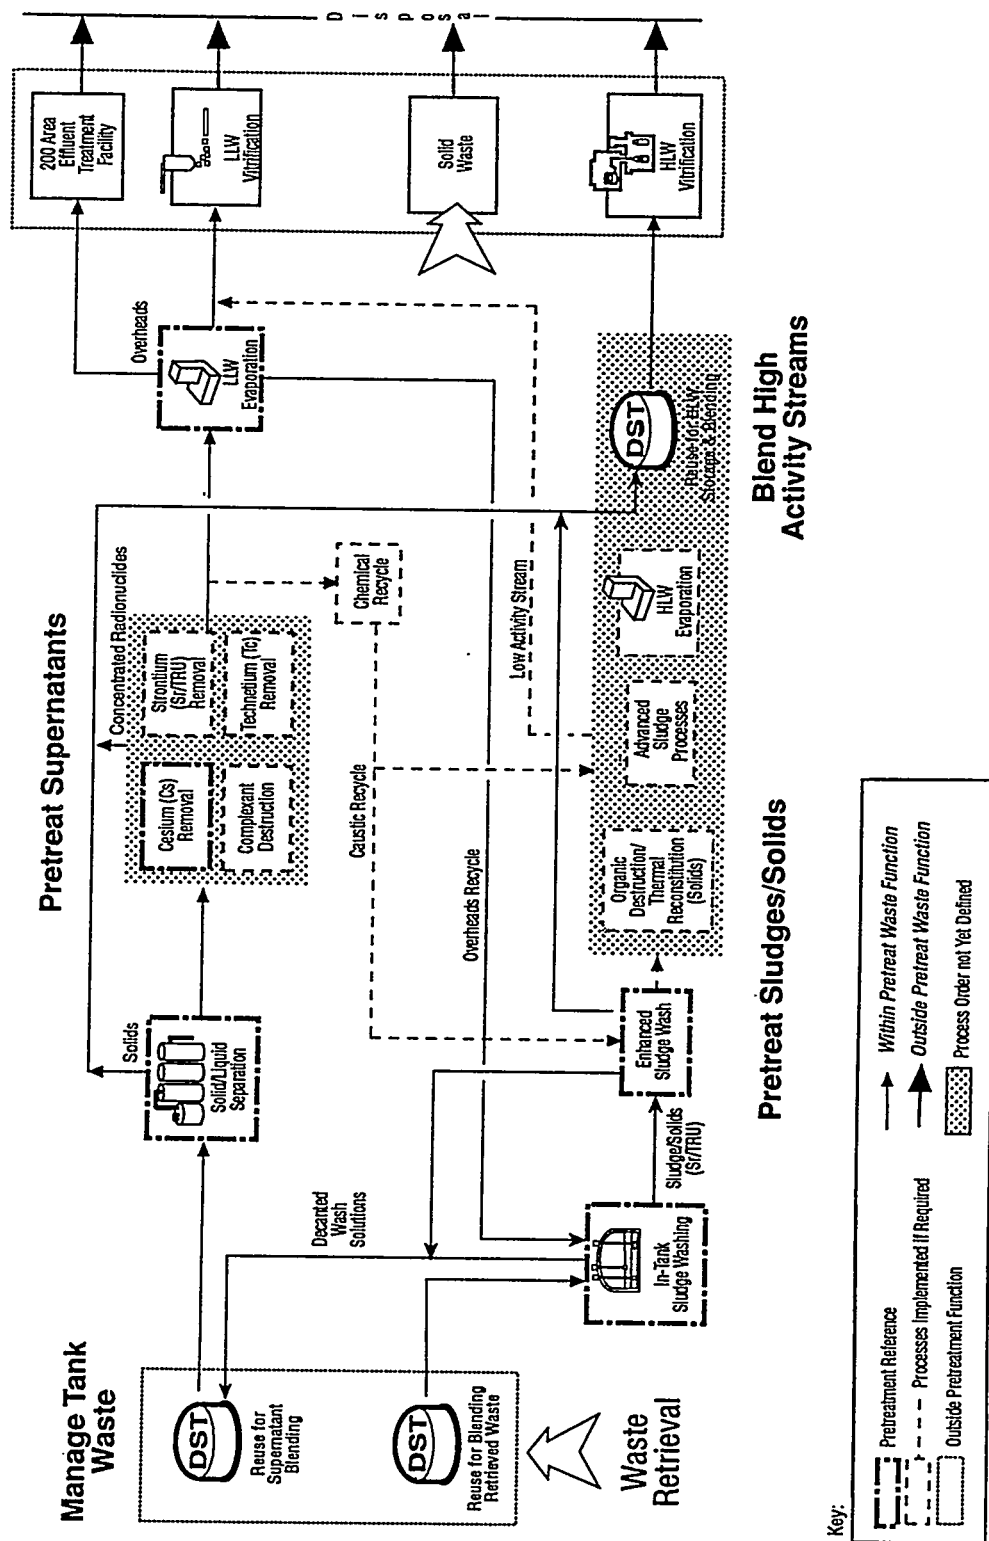 Manage Tank
Waste
DST
Reuse for
Supernatant
Blending
DST
Reuse for Blending
Retrieved Waste
Waste
Retrieval
Pretreat Supernatants
Solids
Solid/Liquid
Separation
Concentrated Radionuclides
Cesium (Cs)
Removal
Strontium
(Sr/TRU)
Removal
Complexant
Destruction
Technetium (Tc)
Removal
Overheads
LLW
Evaporation
Chemical
Recycle
Caustic Recycle
Low Activity Stream
Overheads Recycle
Decanted
Wash
Solutions
In-Tank
Sludge Washing
Sludge/Solids
(Sr/TRU)
Enhanced
Sludge Wash
Organic
Destruction/
Thermal
Reconstitution
(Solids)
Advanced
Sludge
Processes
HLW
Evaporation
DST
Reuse for HLW
Storage & Blending
Pretreat Sludges/Solids
Blend High
Activity Streams
200 Area
Effluent
Treatment
Facility
LLW
Vitrification
Solid
Waste
HLW
Vitrification
Disposal
Key:
Pretreatment Reference
Processes Implemented if Required
Outside Pretreatment Function
Within Pretreat Waste Function
Outside Pretreat Waste Function
Process Order not Yet Defined